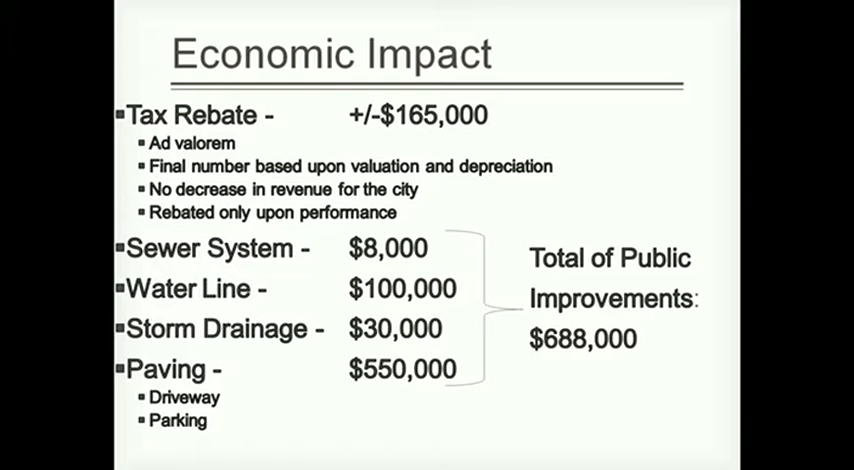 Economic Impact
▪Tax Rebate - +/-$165,000
▪ Ad valorem
▪ Final number based upon valuation and depreciation
▪ No decrease in revenue for the city
▪ Rebated only upon performance
▪Sewer System - $8,000
▪Water Line - $100,000
▪Storm Drainage - $30,000
▪Paving - $550,000
▪ Driveway
▪ Parking
Total of Public
Improvements:
$688,000